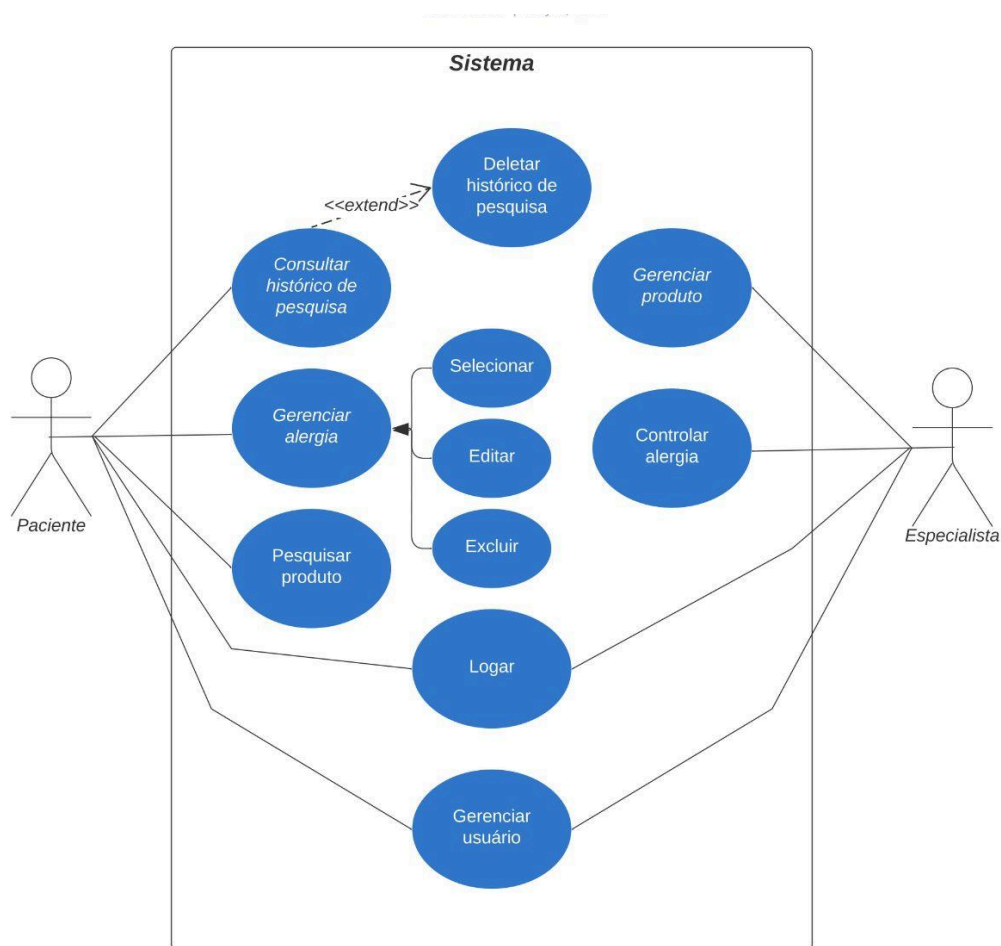 Sistema
Deletar
histórico de
pesquisa
<<extend>>
Consultar
histórico de
pesquisa
Gerenciar
produto
Selecionar
Gerenciar
alergia
Controlar
alergia
Editar
Paciente
Especialista
Excluir
Pesquisar
produto
Logar
Gerenciar
usuário